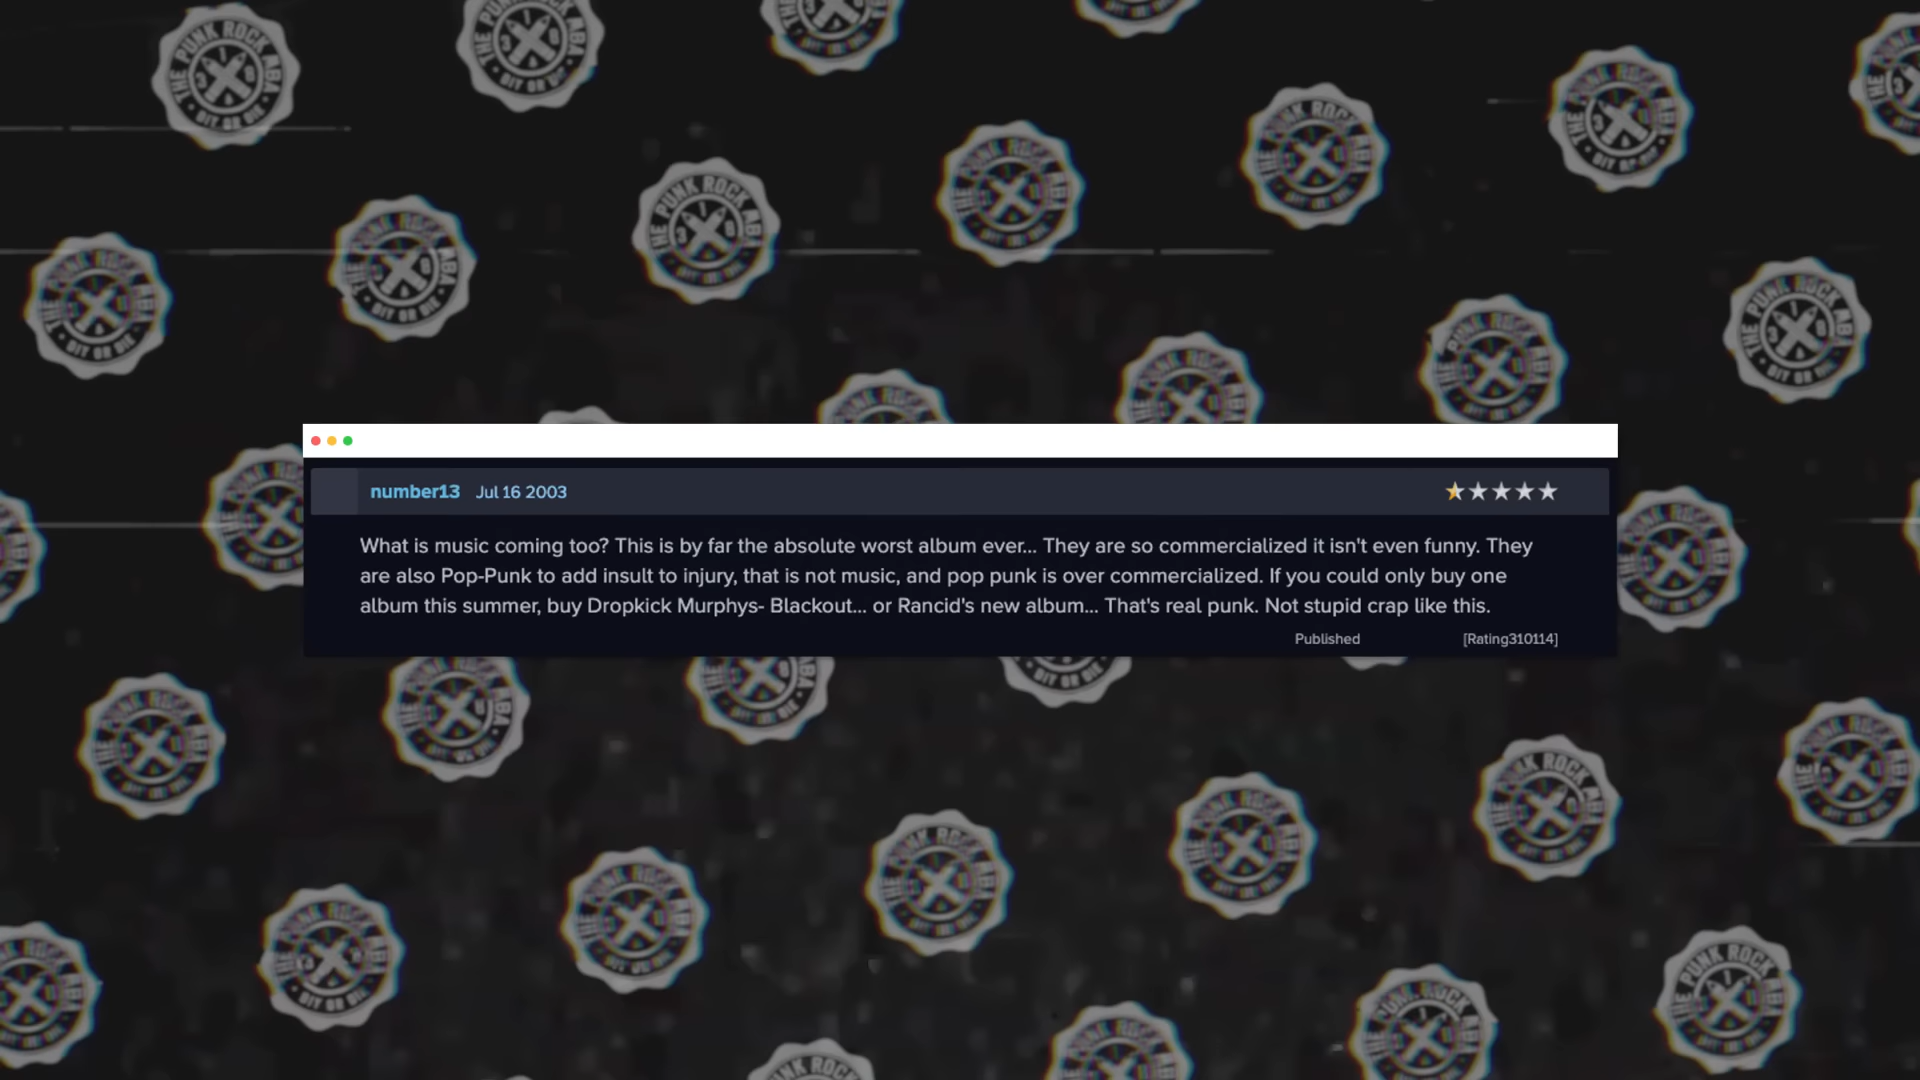 number13 Jul 16 2003
What is music coming too? This is by far the absolute worst album ever... They are so commercialized it isn't even funny. They
are also Pop-Punk to add insult to injury, that is not music, and pop punk is over commercialized. If you could only buy one
album this summer, buy Dropkick Murphys- Blackout... or Rancid's new album... That's real punk. Not stupid crap like this.
Published [Rating310114]
THE PUNK ROCK MBA
DIY OR DIE